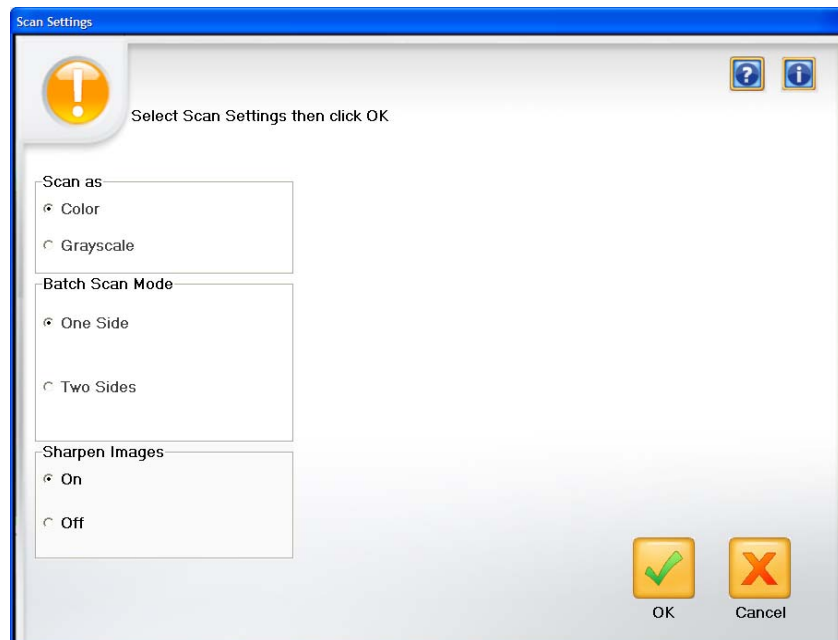 Scan Settings
Select Scan Settings then click OK
Scan as
Color
Grayscale
Batch Scan Mode
One Side
Two Sides
Sharpen Images
On
Off
OK Cancel